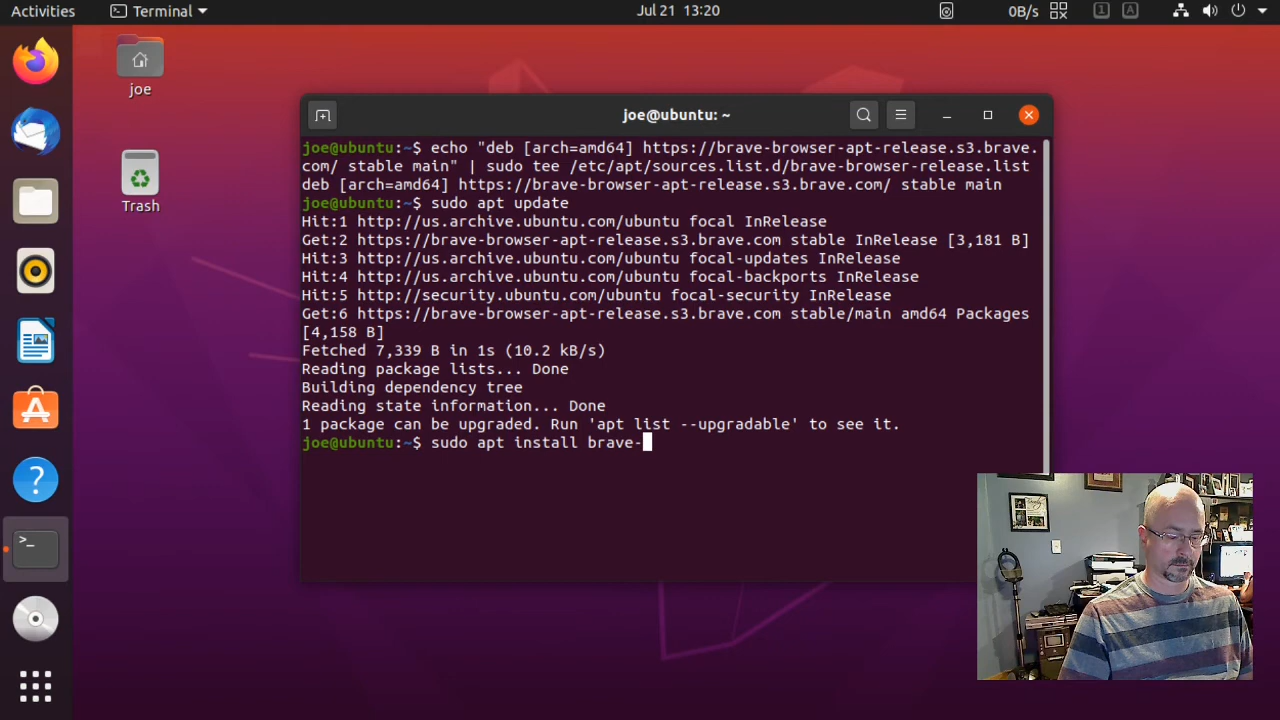 Activities
Terminal
Jul 21 13:20
0B/s
1
A
joe
Trash
joe@ubuntu: ~
joe@ubuntu:~$ echo "deb [arch=amd64] https://brave-browser-apt-release.s3.brave.
com/ stable main" | sudo tee /etc/apt/sources.list.d/brave-browser-release.list
deb [arch=amd64] https://brave-browser-apt-release.s3.brave.com/ stable main
joe@ubuntu:~$ sudo apt update
Hit:1 http://us.archive.ubuntu.com/ubuntu focal InRelease
Get:2 https://brave-browser-apt-release.s3.brave.com stable InRelease [3,181 B]
Hit:3 http://us.archive.ubuntu.com/ubuntu focal-updates InRelease
Hit:4 http://us.archive.ubuntu.com/ubuntu focal-backports InRelease
Hit:5 http://security.ubuntu.com/ubuntu focal-security InRelease
Get:6 https://brave-browser-apt-release.s3.brave.com stable/main amd64 Packages
[4,158 B]
Fetched 7,339 B in 1s (10.2 kB/s)
Reading package lists... Done
Building dependency tree
Reading state information... Done
1 package can be upgraded. Run 'apt list --upgradable' to see it.
joe@ubuntu:~$ sudo apt install brave-